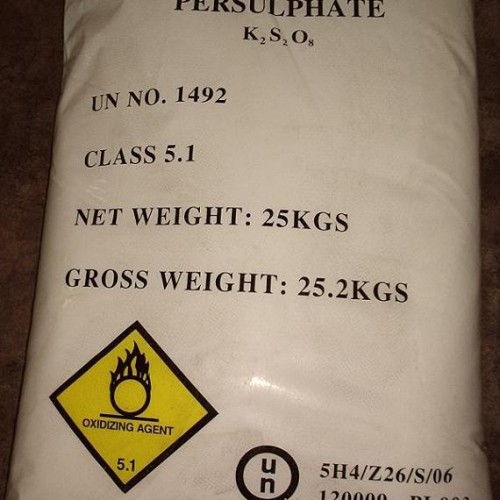 PERSULPHATE
K₂S₂O₈
UN NO. 1492
CLASS 5.1
NET WEIGHT: 25KGS
GROSS WEIGHT: 25.2KGS
OXIDIZING AGENT
5.1
u
n
5H4/Z26/S/06